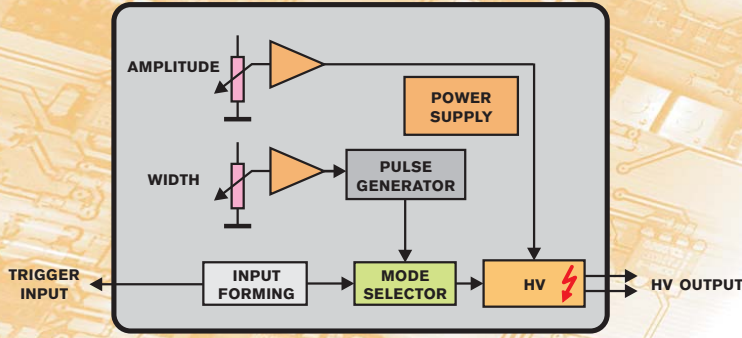 AMPLITUDE
POWER
SUPPLY
WIDTH
PULSE
GENERATOR
TRIGGER
INPUT
INPUT
FORMING
MODE
SELECTOR
HV
HV OUTPUT